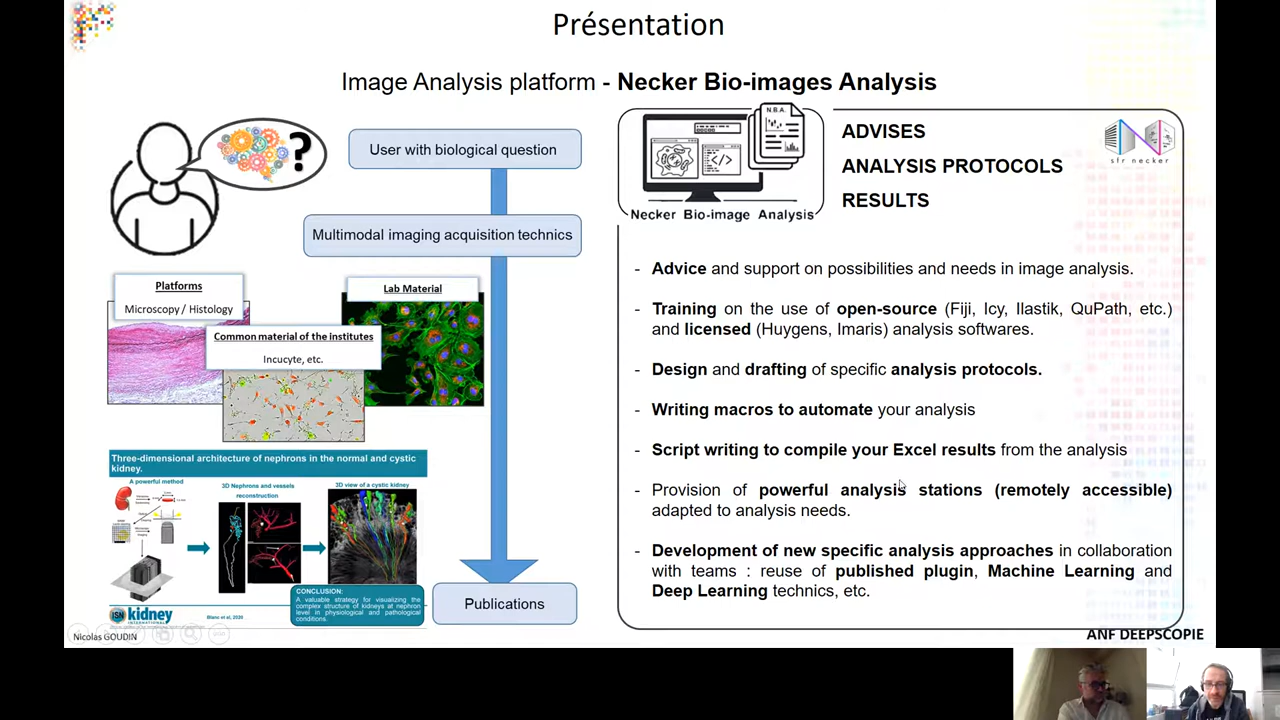 Présentation
Image Analysis platform - Necker Bio-images Analysis
?
User with biological question
Multimodal imaging acquisition technics
Platforms
Microscopy / Histology
Common material of the institutes
Incucyte, etc.
Lab Material
Three-dimensional architecture of nephrons in the normal and cystic
kidney.
A powerful method
3D Nephrons and vessels
reconstruction
3D view of a cystic kidney
CONCLUSION:
A valuable strategy for visualizing the
complex structure of kidneys at nephron
level in physiological and pathological
conditions.
ISN
kidney
INTERNATIONAL
Blanc et al, 2020
Publications
Nicolas GOUDIN
N.B.A.
</>
Necker Bio-image Analysis
ADVISES
ANALYSIS PROTOCOLS
RESULTS
sfr necker
- Advice and support on possibilities and needs in image analysis.
- Training on the use of open-source (Fiji, Icy, Ilastik, QuPath, etc.)
and licensed (Huygens, Imaris) analysis softwares.
- Design and drafting of specific analysis protocols.
- Writing macros to automate your analysis
- Script writing to compile your Excel results from the analysis
- Provision of powerful analysis stations (remotely accessible)
adapted to analysis needs.
- Development of new specific analysis approaches in collaboration
with teams : reuse of published plugin, Machine Learning and
Deep Learning technics, etc.
ANF DEEPSCOPIE